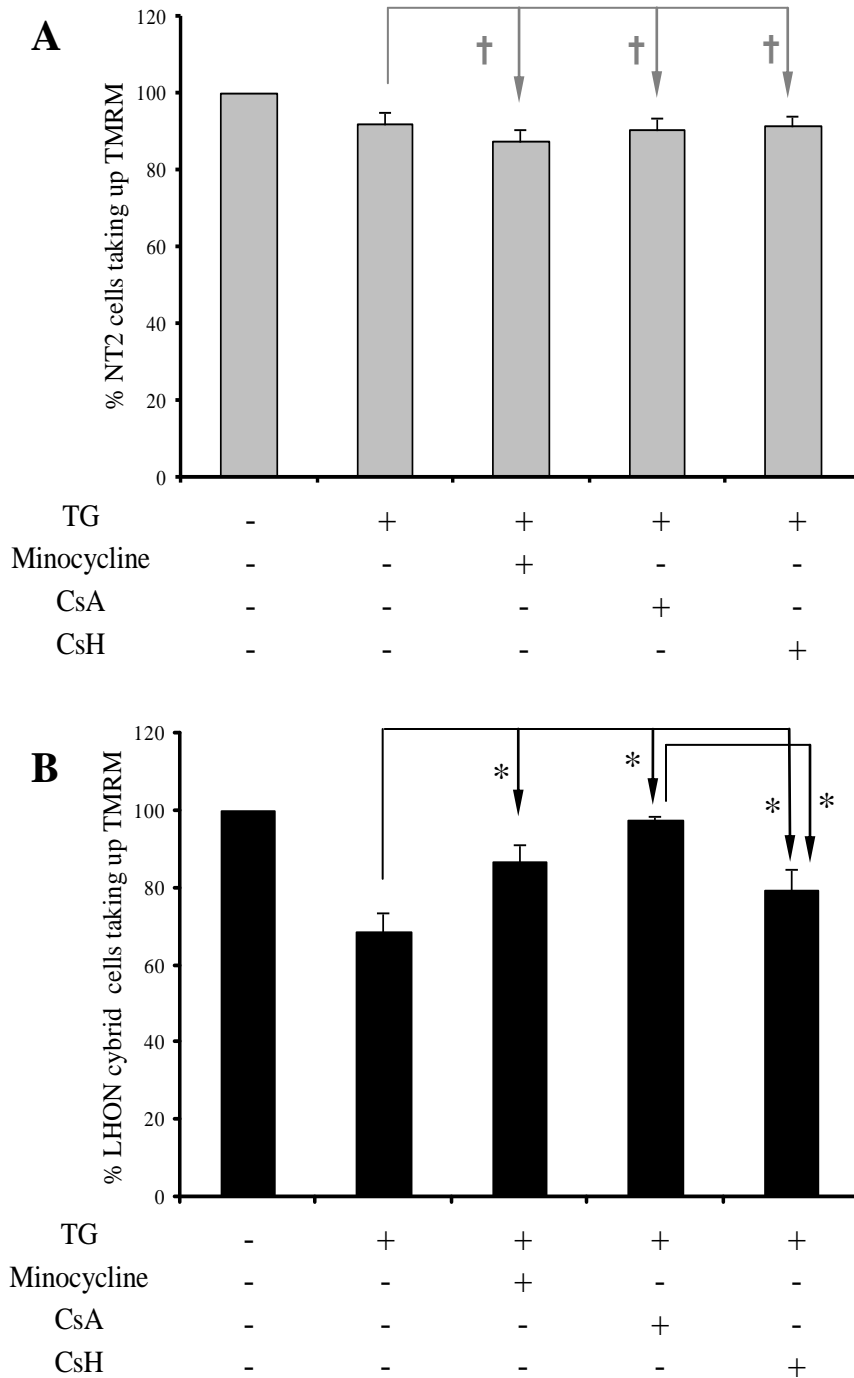 A
% NT2 cells taking up TMRM
120
† † †
100
80
60
40
20
0
TG - + + + +
Minocycline - - + - -
CsA - - - + -
CsH - - - - +
B
% LHON cybrid cells taking up TMRM
120
* * * *
100
80
60
40
20
0
TG - + + + +
Minocycline - - + - -
CsA - - - + -
CsH - - - - +